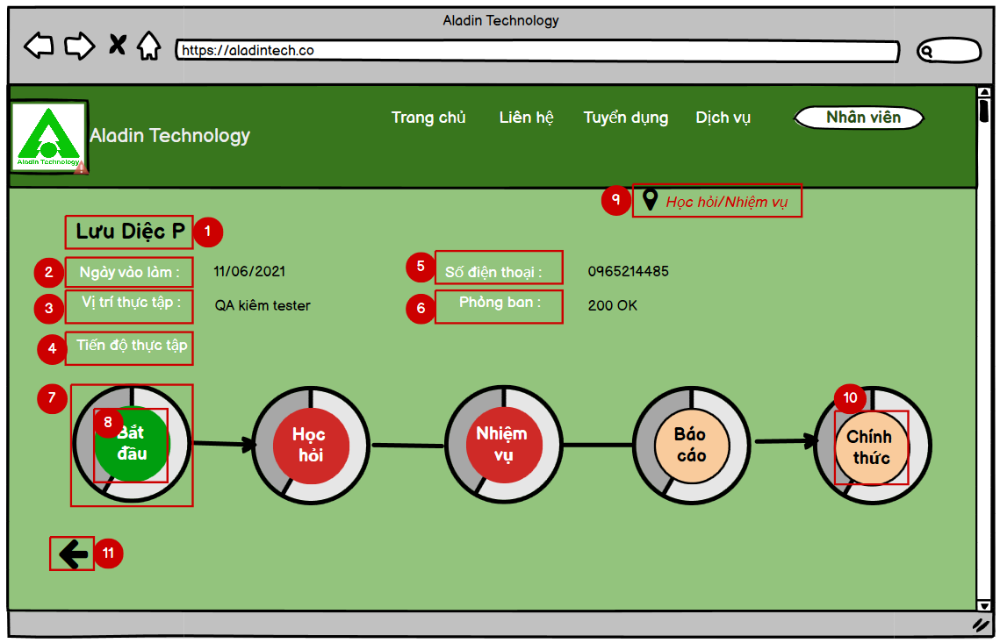 Aladin Technology
https://aladintech.co
Trang chủ
Liên hệ
Tuyển dụng
Dịch vụ
Nhân viên
Aladin Technology
Aladin Technology
9
Học hỏi/Nhiệm vụ
Lưu Diệc P
1
2
Ngày vào làm :
11/06/2021
5
Số điện thoại :
0965214485
3
Vị trí thực tập :
QA kiêm tester
6
Phòng ban :
200 OK
4
Tiến độ thực tập
7
8
Bắt
đầu
Học
hỏi
Nhiệm
vụ
Báo
cáo
10
Chính
thức
11